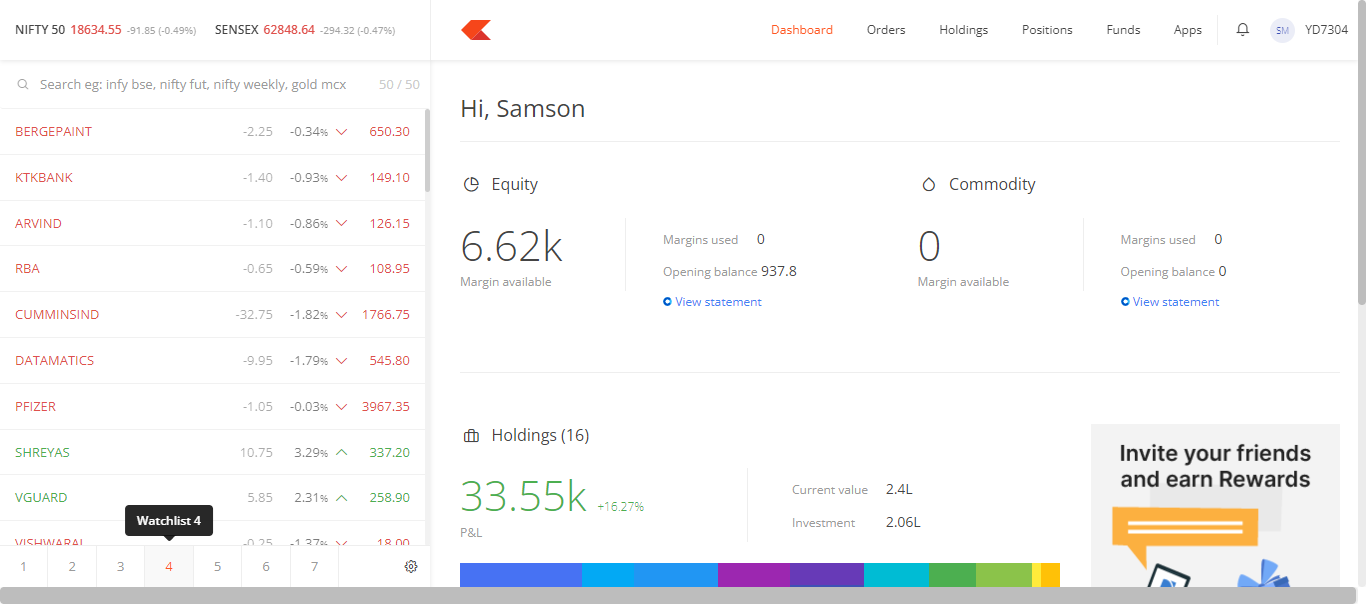 NIFTY 50 18634.55 -91.85 (-0.49%) SENSEX 62848.64 -294.32 (-0.47%)
Dashboard Orders Holdings Positions Funds Apps SM YD7304
Search eg: infy bse, nifty fut, nifty weekly, gold mcx 50 / 50
BERGEPAINT -2.25 -0.34% 650.30
KTKBANK -1.40 -0.93% 149.10
ARVIND -1.10 -0.86% 126.15
RBA -0.65 -0.59% 108.95
CUMMINSIND -32.75 -1.82% 1766.75
DATAMATICS -9.95 -1.79% 545.80
PFIZER -1.05 -0.03% 3967.35
SHREYAS 10.75 3.29% 337.20
VGUARD 5.85 2.31% 258.90
Watchlist 4
VISHWARAJ -0.25 -1.37% 18.00
1 2 3 4 5 6 7
Hi, Samson
Equity
6.62k
Margin available
Margins used 0
Opening balance 937.8
View statement
Commodity
0
Margin available
Margins used 0
Opening balance 0
View statement
Holdings (16)
33.55k +16.27%
P&L
Current value 2.4L
Investment 2.06L
Invite your friends
and earn Rewards